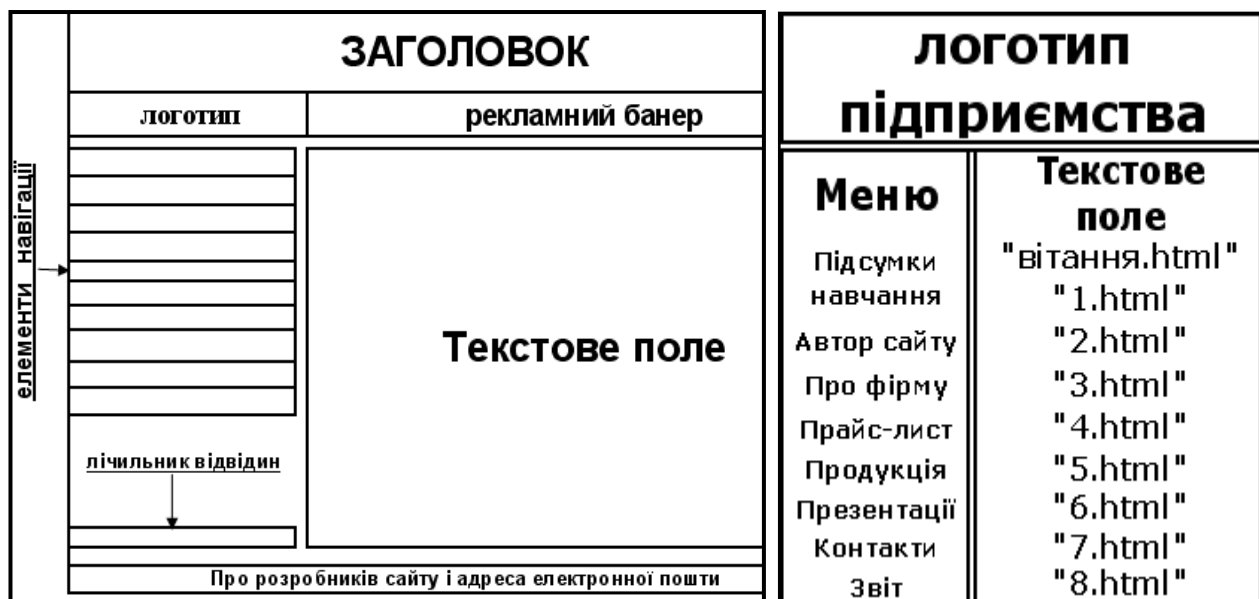 ЗАГОЛОВОК
логотип
рекламний банер
елементи навігації
Текстове поле
лічильник відвідин
Про розробників сайту і адреса електронної пошти
логотип
підприємства
Меню
Підсумки
навчання
Автор сайту
Про фірму
Прайс-лист
Продукція
Презентації
Контакти
Звіт
Текстове
поле
"вітання.html"
"1.html"
"2.html"
"3.html"
"4.html"
"5.html"
"6.html"
"7.html"
"8.html"